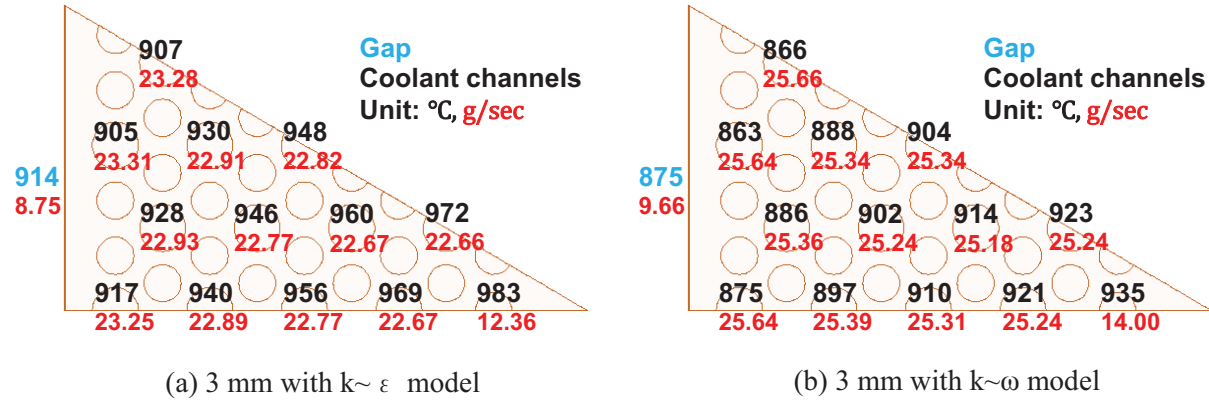 907
23.28
Gap
Coolant channels
Unit: ℃, g/sec
905 930 948
23.31 22.91 22.82
914
8.75
928 946 960 972
22.93 22.77 22.67 22.66
917 940 956 969 983
23.25 22.89 22.77 22.67 12.36
(a) 3 mm with k~ ε model
866
25.66
Gap
Coolant channels
Unit: ℃, g/sec
863 888 904
25.64 25.34 25.34
875
9.66
886 902 914 923
25.36 25.24 25.18 25.24
875 897 910 921 935
25.64 25.39 25.31 25.24 14.00
(b) 3 mm with k~ω model